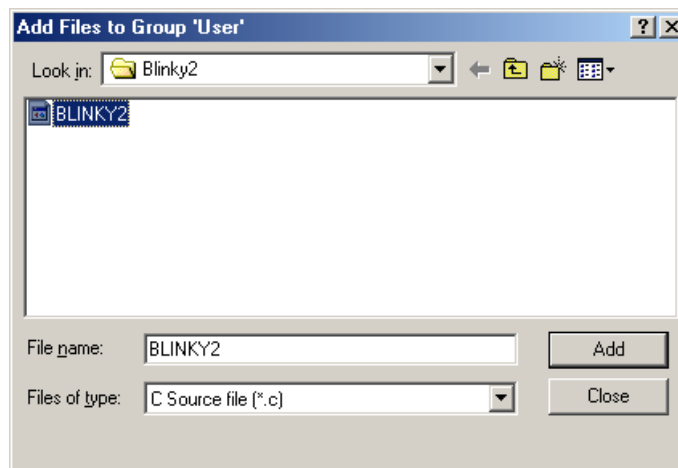 Add Files to Group 'User'
Look in: Blinky2
BLINKY2
File name: BLINKY2 Add
Files of type: C Source file (*.c) Close